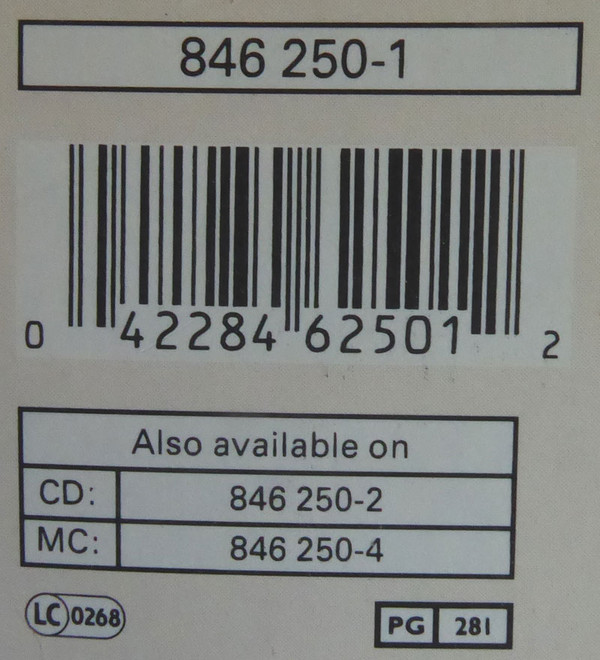 846 250-1
0 42284 62501 2
Also available on
CD: 846 250-2
MC: 846 250-4
LC 0268
PG 281